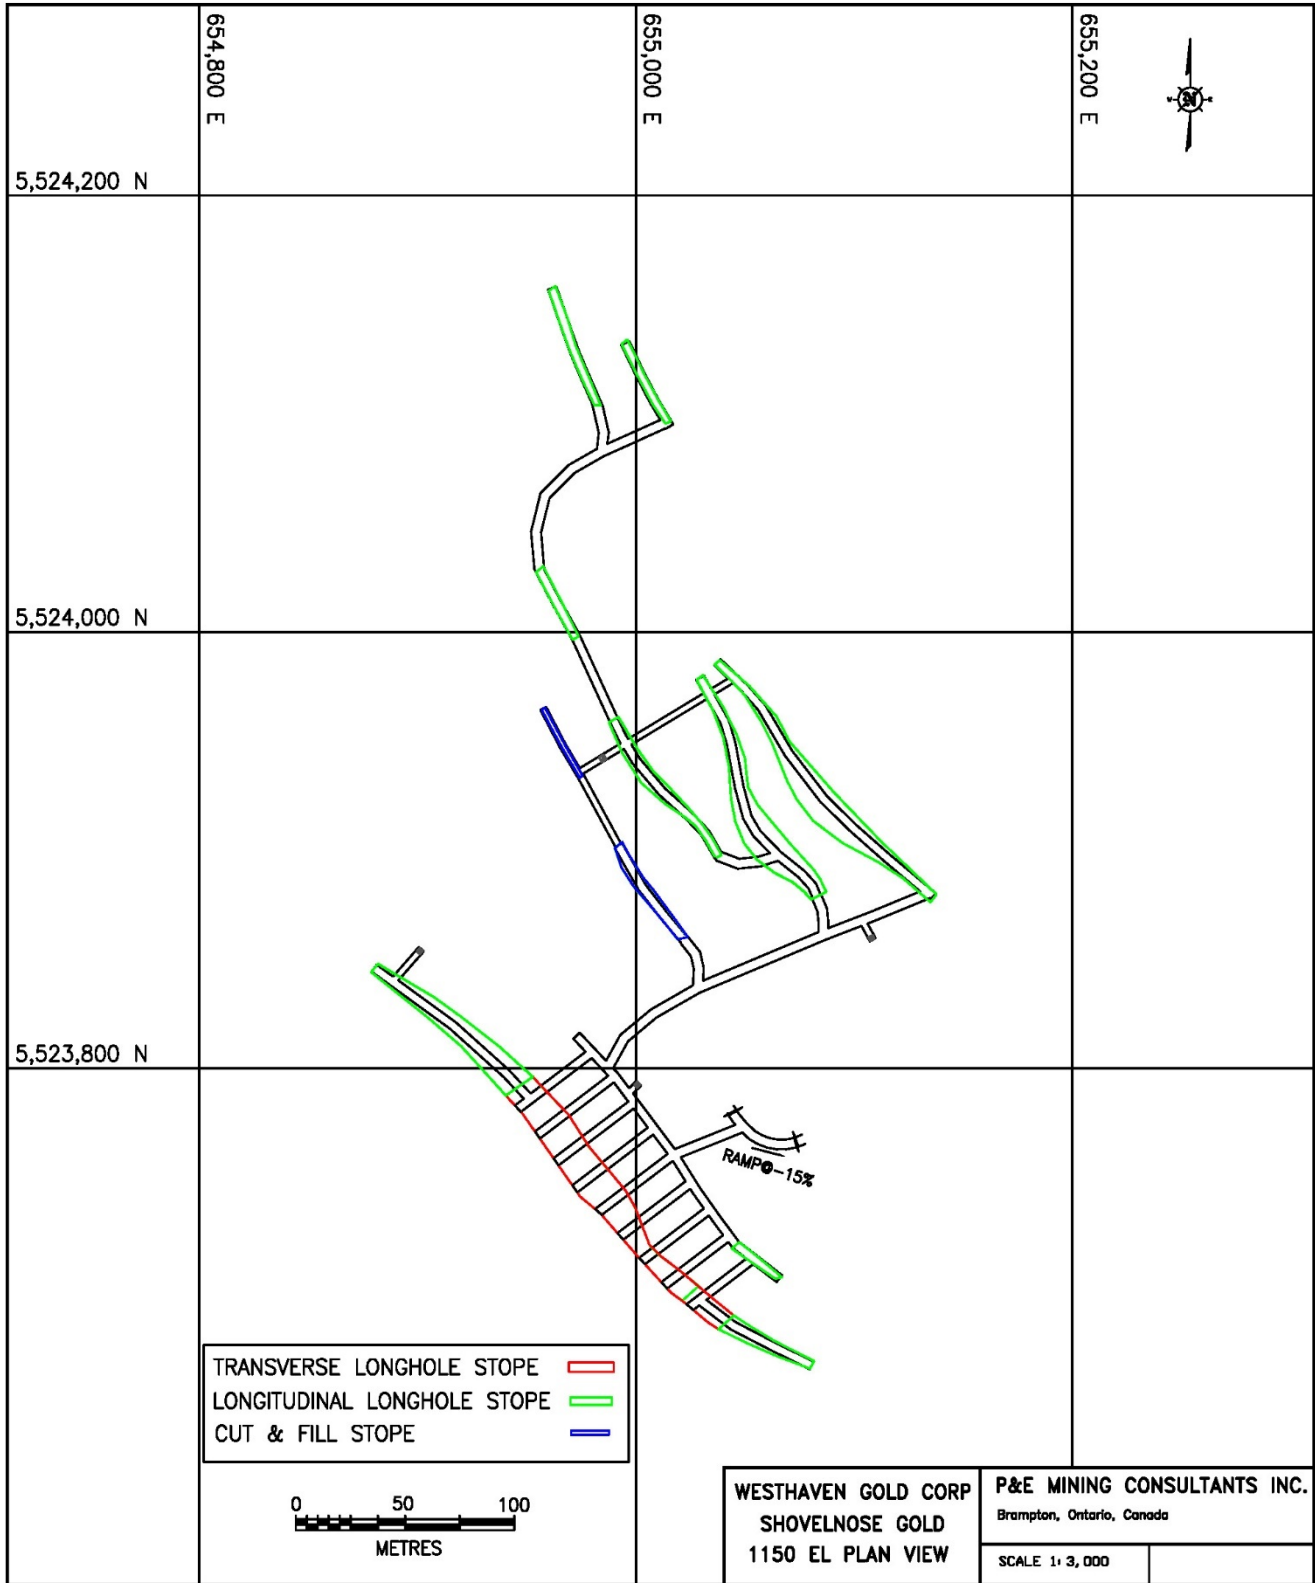 654,800 E
655,000 E
655,200 E
5,524,200 N
5,524,000 N
5,523,800 N
RAMP@-15%
TRANSVERSE LONGHOLE STOPE
LONGITUDINAL LONGHOLE STOPE
CUT & FILL STOPE
0 50 100
METRES
WESTHAVEN GOLD CORP
SHOVELNOSE GOLD
1150 EL PLAN VIEW
P&E MINING CONSULTANTS INC.
Brampton, Ontario, Canada
SCALE 1:3,000